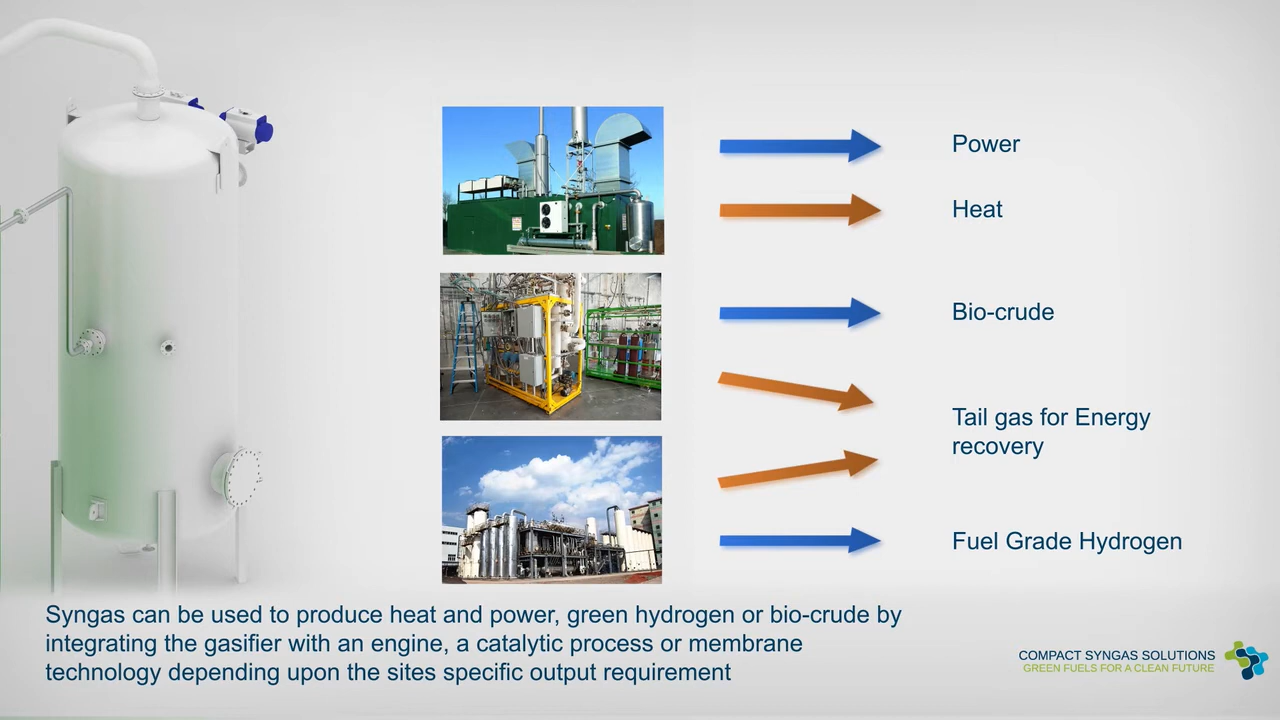 Power
Heat
Bio-crude
Tail gas for Energy
recovery
Fuel Grade Hydrogen
Syngas can be used to produce heat and power, green hydrogen or bio-crude by
integrating the gasifier with an engine, a catalytic process or membrane
technology depending upon the sites specific output requirement
COMPACT SYNGAS SOLUTIONS
GREEN FUELS FOR A CLEAN FUTURE